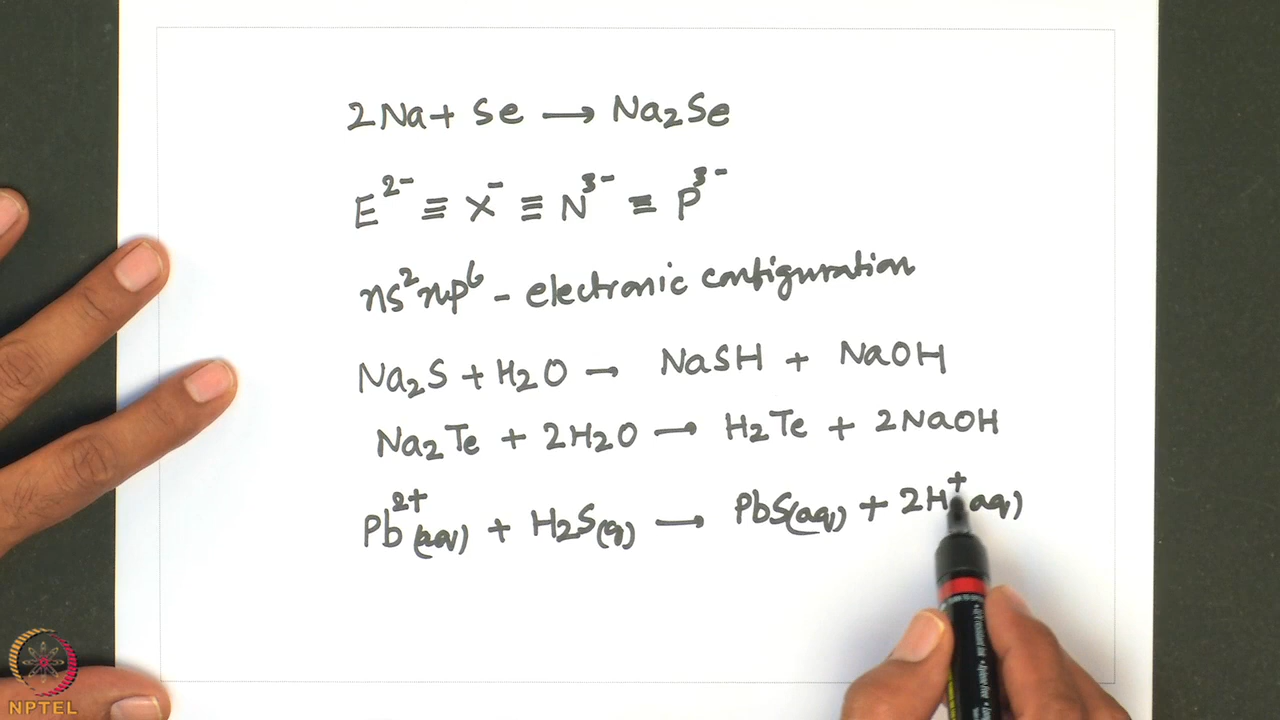 2Na + Se → Na₂Se
E²⁻ ≡ X⁻ ≡ N³⁻ ≡ P³⁻
ns²np⁶ - electronic configuration
Na₂S + H₂O → NaSH + NaOH
Na₂Te + 2H₂O → H₂Te + 2NaOH
Pb²⁺(aq) + H₂S(g) → PbS(aq) + 2H⁺(aq)
NPTEL